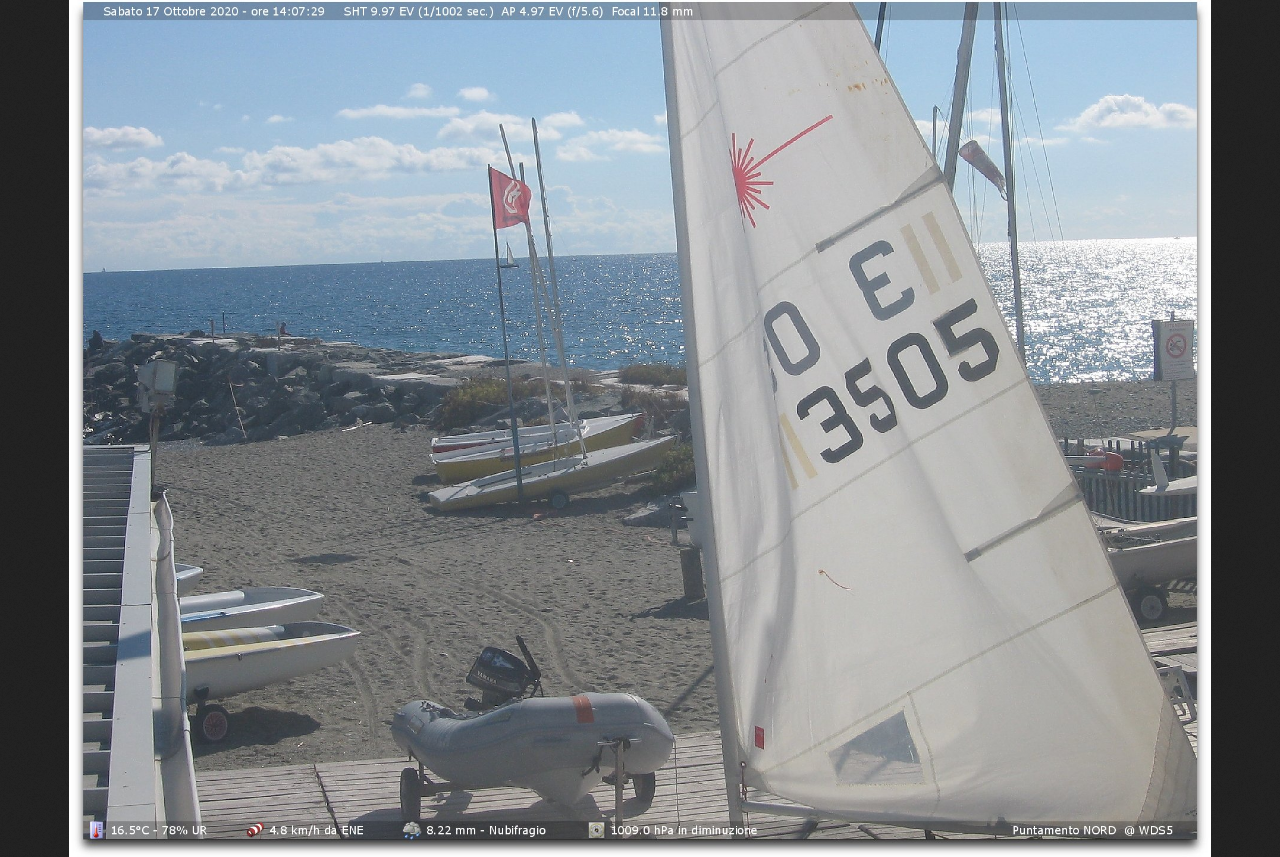 Sabato 17 Ottobre 2020 - ore 14:07:29 SHT 9.97 EV (1/1002 sec.) AP 4.97 EV (f/5.6) Focal 11.8 mm
3505
YAMAHA
16.5°C - 78% UR 4.8 km/h da ENE 8.22 mm - Nubifragio 1009.0 hPa in diminuzione Puntamento NORD @ WDS5